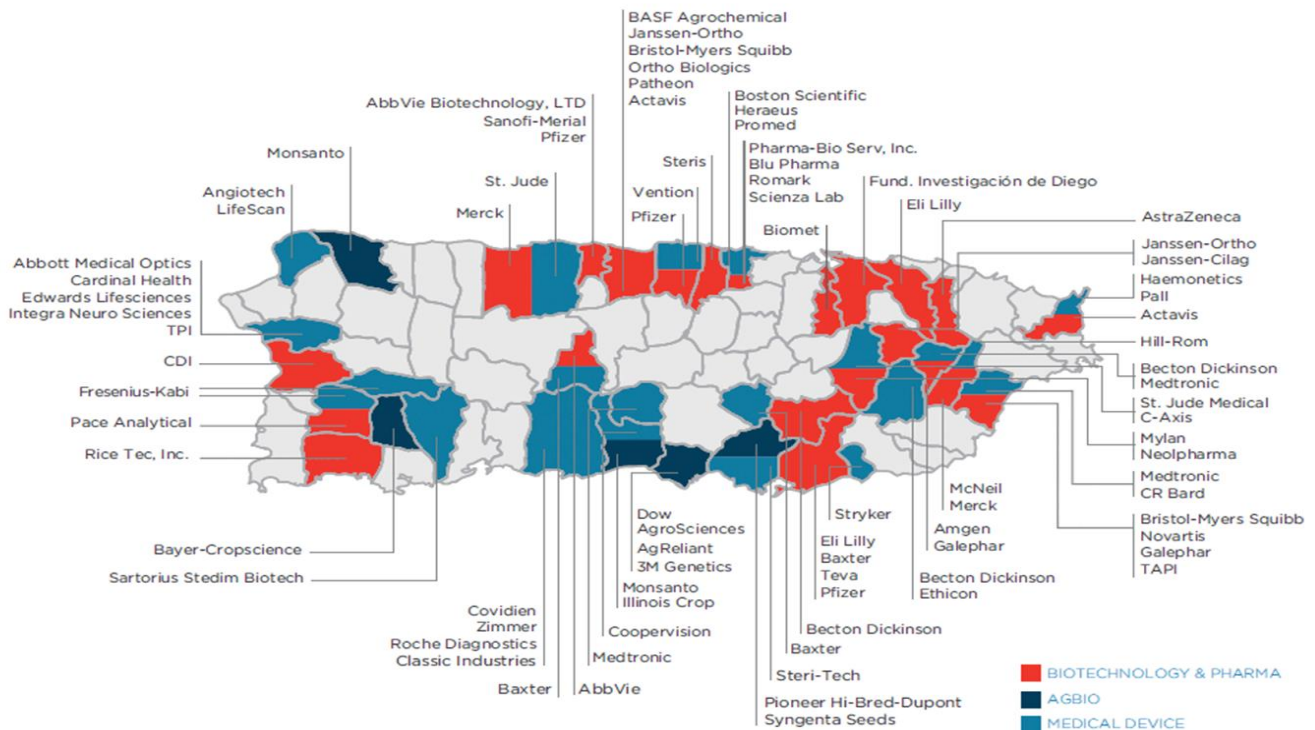 BASF Agrochemical
Janssen-Ortho
Bristol-Myers Squibb
Ortho Biologics
Patheon
Actavis
AbbVie Biotechnology, LTD
Sanofi-Merial
Pfizer
Boston Scientific
Heraeus
Promed
Monsanto
Steris
Pharma-Bio Serv, Inc.
Blu Pharma
Romark
Scienza Lab
Angiotech
LifeScan
St. Jude
Merck
Vention
Pfizer
Fund. Investigación de Diego
Eli Lilly
Biomet
AstraZeneca
Janssen-Ortho
Janssen-Cilag
Abbott Medical Optics
Cardinal Health
Edwards Lifesciences
Integra Neuro Sciences
TPI
Haemonetics
Pall
Actavis
CDI
Hill-Rom
Fresenius-Kabi
Becton Dickinson
Medtronic
Pace Analytical
St. Jude Medical
C-Axis
Rice Tec, Inc.
Mylan
Neolpharma
Medtronic
CR Bard
McNeil
Merck
Stryker
Dow
AgroSciences
AgReliant
3M Genetics
Bayer-Cropscience
Sartorius Stedim Biotech
Eli Lilly
Baxter
Teva
Pfizer
Amgen
Galephar
Bristol-Myers Squibb
Novartis
Galephar
TAPI
Becton Dickinson
Ethicon
Monsanto
Illinois Crop
Covidien
Zimmer
Roche Diagnostics
Classic Industries
Coopervision
Becton Dickinson
Medtronic
Baxter
Steri-Tech
Baxter
AbbVie
Pioneer Hi-Bred-Dupont
Syngenta Seeds
BIOTECHNOLOGY & PHARMA
AGBIO
MEDICAL DEVICE